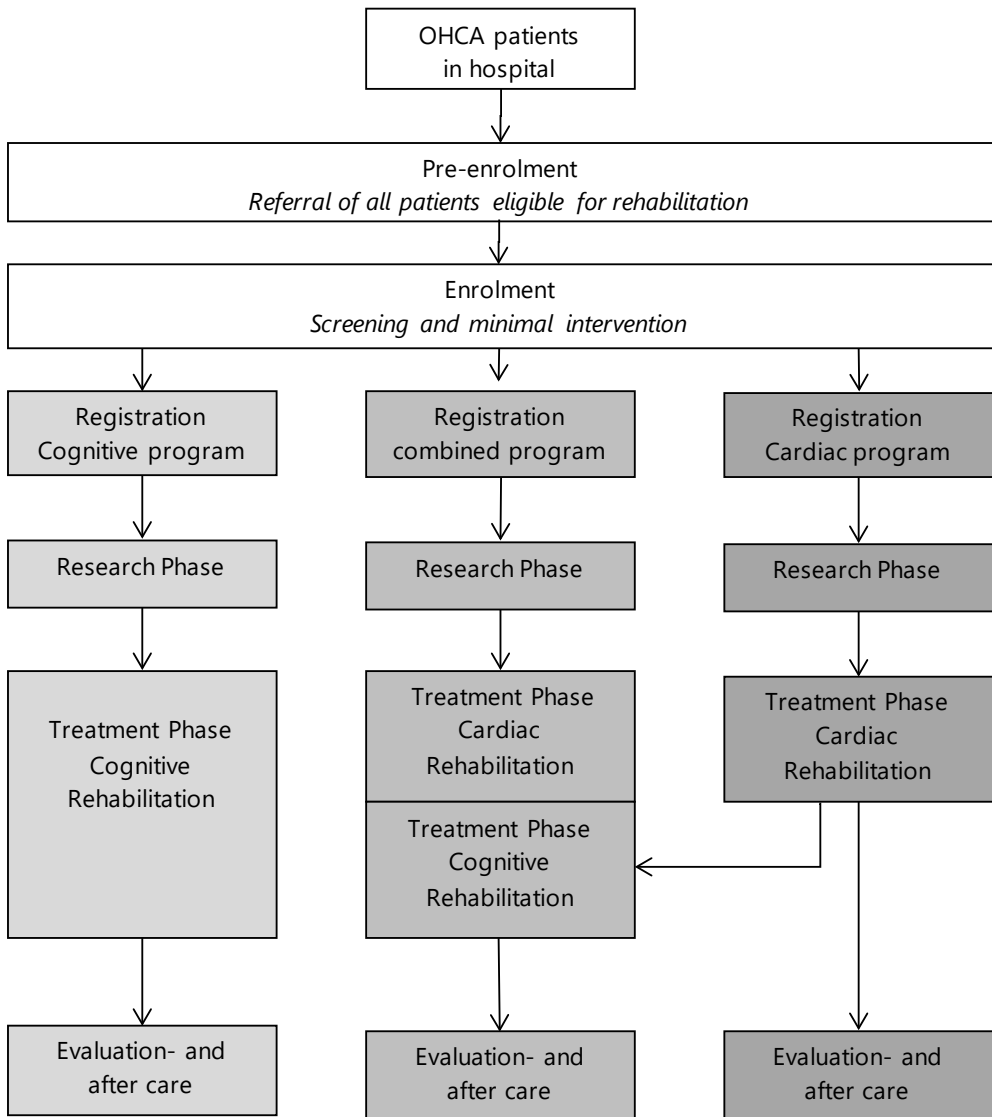 OHCA patients
in hospital
Pre-enrolment
Referral of all patients eligible for rehabilitation
Enrolment
Screening and minimal intervention
Registration
Cognitive program
Registration
combined program
Registration
Cardiac program
Research Phase
Research Phase
Research Phase
Treatment Phase
Cognitive
Rehabilitation
Treatment Phase
Cardiac
Rehabilitation
Treatment Phase
Cognitive
Rehabilitation
Treatment Phase
Cardiac
Rehabilitation
Evaluation- and
after care
Evaluation- and
after care
Evaluation- and
after care